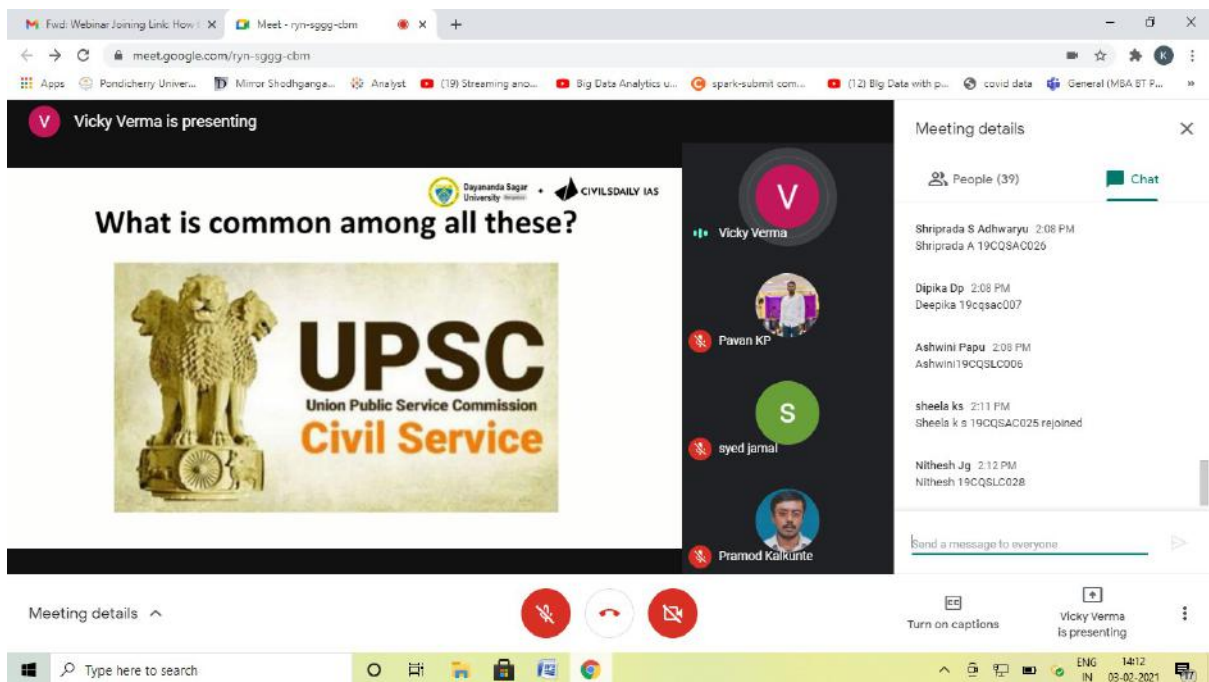 Fwd: Webinar Joining Link: How t
Meet - ryn-sggg-cbm
meet.google.com/ryn-sggg-cbm
K
Apps
Pondicherry Univer...
Mirror Shodhganga...
Analyst
(19) Streaming ano...
Big Data Analytics u...
spark-submit com...
(12) Big Data with p...
covid data
General (MBA BT P...
V
Vicky Verma is presenting
Dayananda Sagar
University
CIVILSDAILY IAS
What is common among all these?
UPSC
Union Public Service Commission
Civil Service
V
Vicky Verma
Pavan KP
S
syed jamal
Pramod Kalkunte
Meeting details
People (39)
Chat
Shriprada S Adhwaryu 2:08 PM
Shriprada A 19CQSAC026
Dipika Dp 2:08 PM
Deepika 19cqsac007
Ashwini Papu 2:08 PM
Ashwini19CQSLC006
sheela ks 2:11 PM
Sheela k s 19CQSAC025 rejoined
Nithesh Jg 2:12 PM
Nithesh 19CQSLC028
Send a message to everyone
Meeting details
Turn on captions
Vicky Verma
is presenting
Type here to search
ENG
IN
14:12
03-02-2021
17